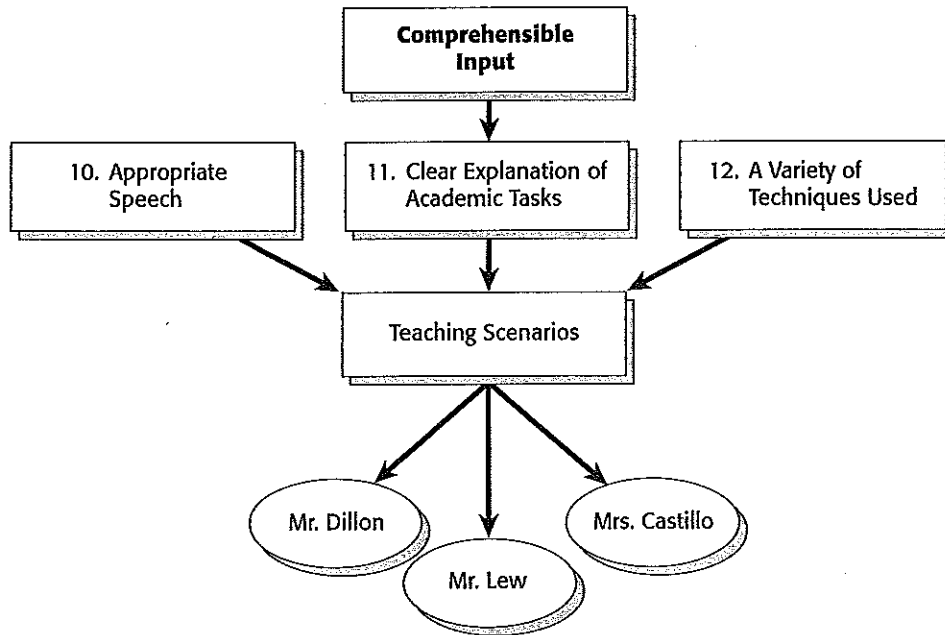 Comprehensible
Input
10. Appropriate
Speech
11. Clear Explanation of
Academic Tasks
12. A Variety of
Techniques Used
Teaching Scenarios
Mr. Dillon
Mr. Lew
Mrs. Castillo